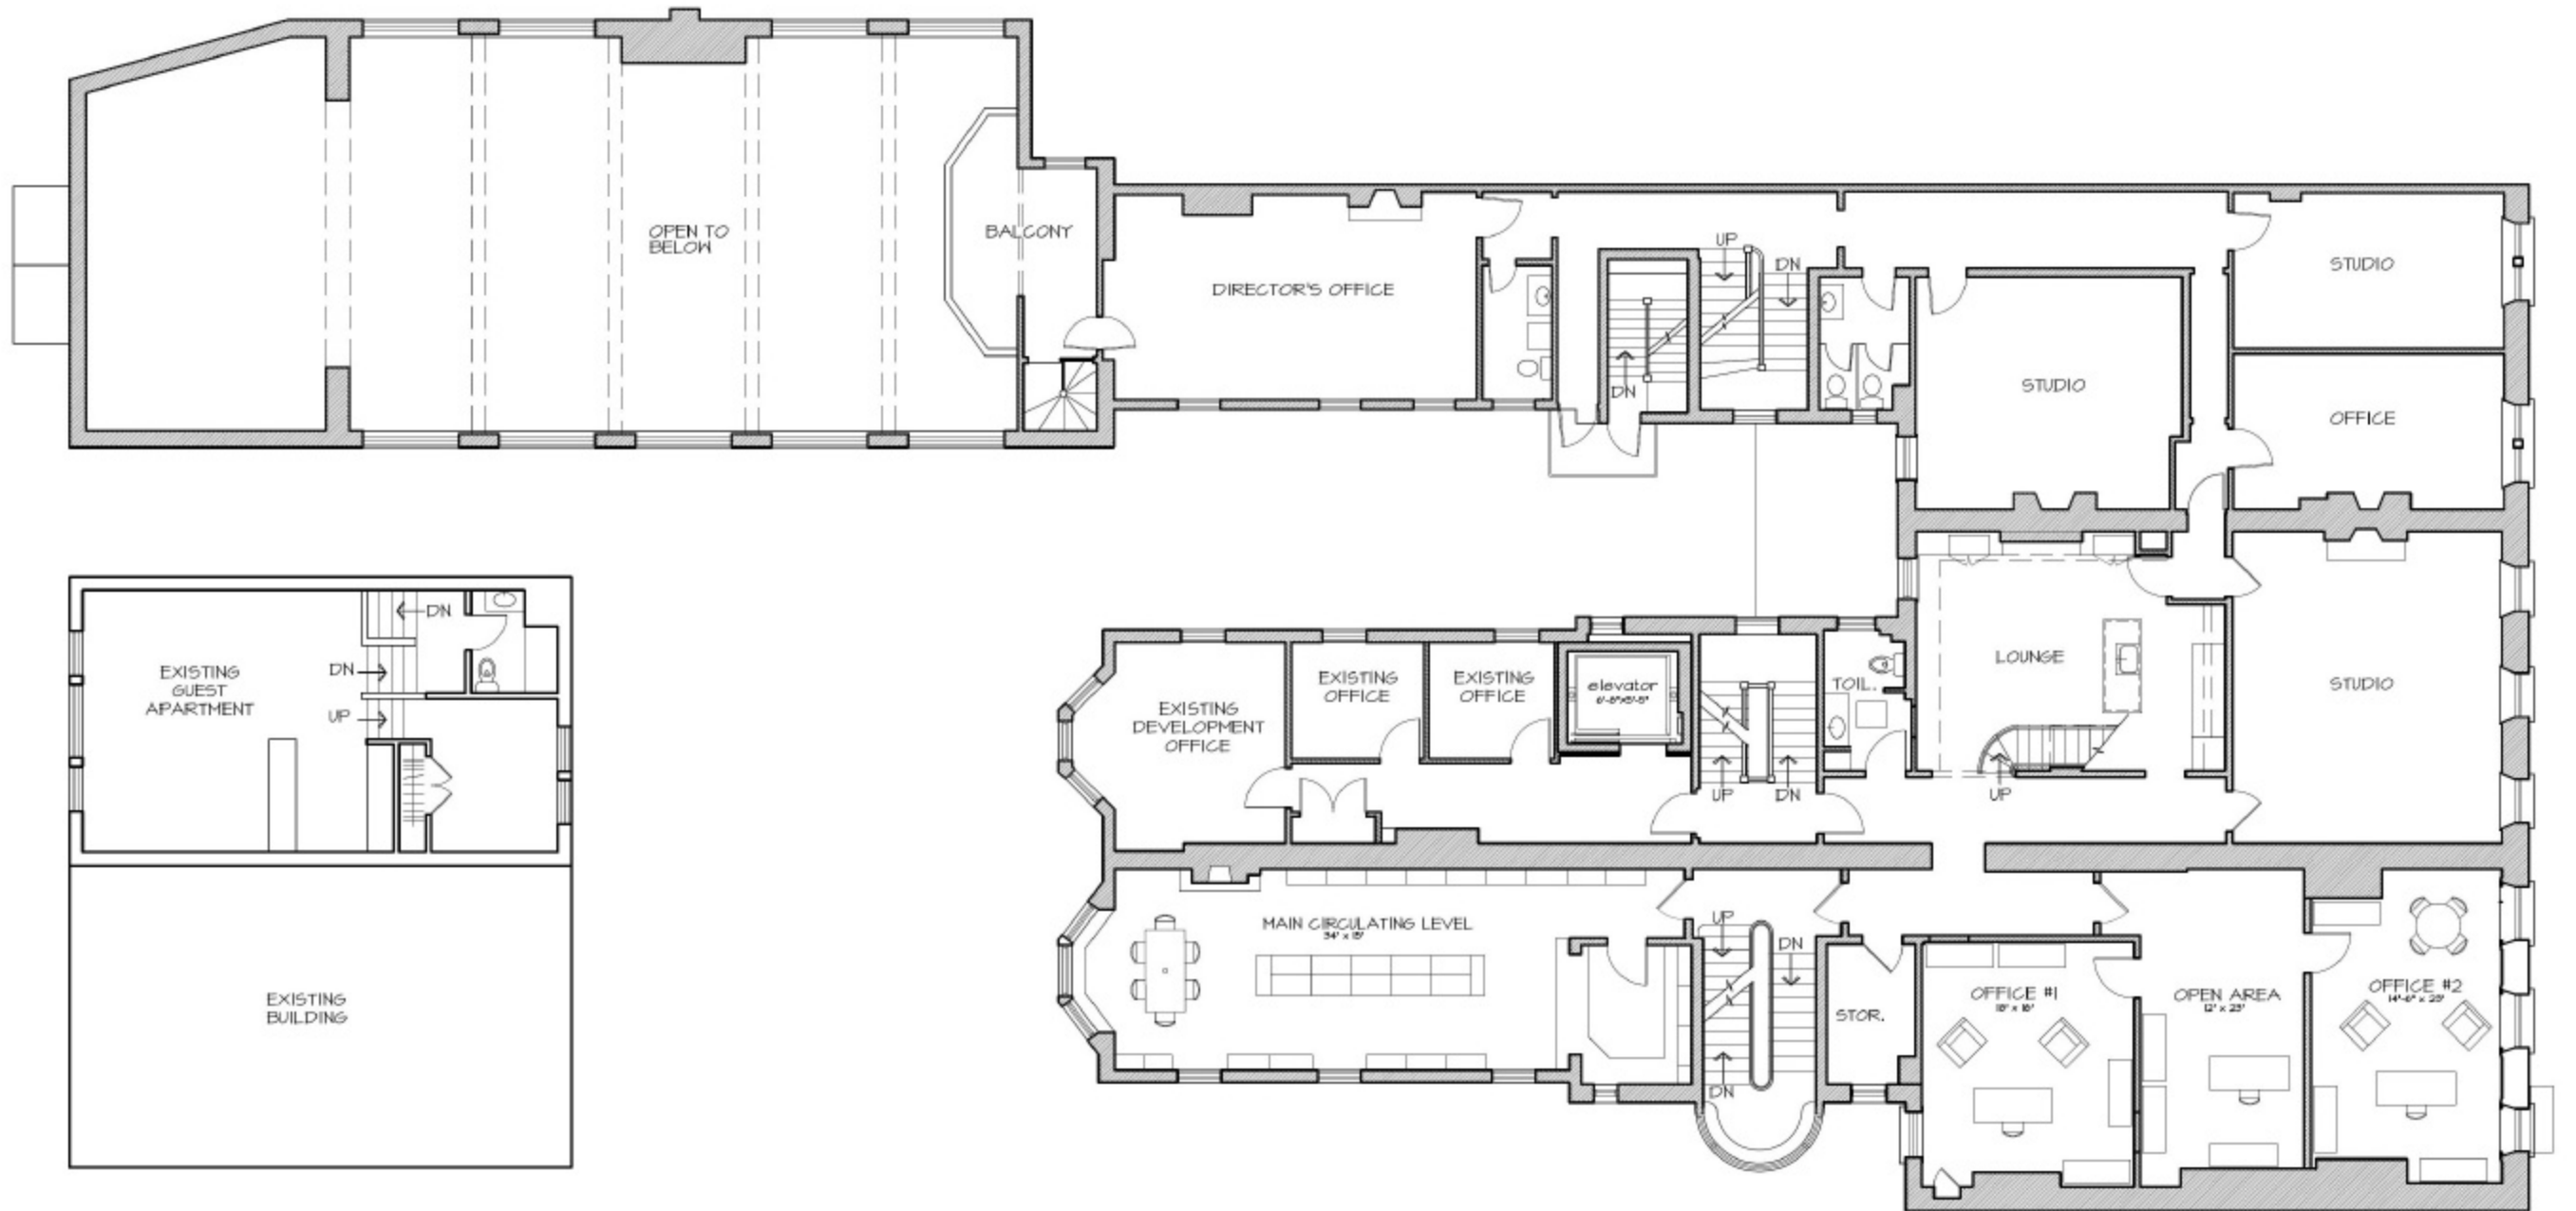 OPEN TO
BELOW
BALCONY
DIRECTOR'S OFFICE
UP
DN
DN
STUDIO
STUDIO
OFFICE
EXISTING
GUEST
APARTMENT
DN
DN
UP
EXISTING
BUILDING
EXISTING
DEVELOPMENT
OFFICE
EXISTING
OFFICE
EXISTING
OFFICE
elevator
UP
DN
TOIL.
LOUNGE
UP
STUDIO
MAIN CIRCULATING LEVEL
UP
DN
DN
STOR.
OFFICE #1
OPEN AREA
12' x 23'
OFFICE #2